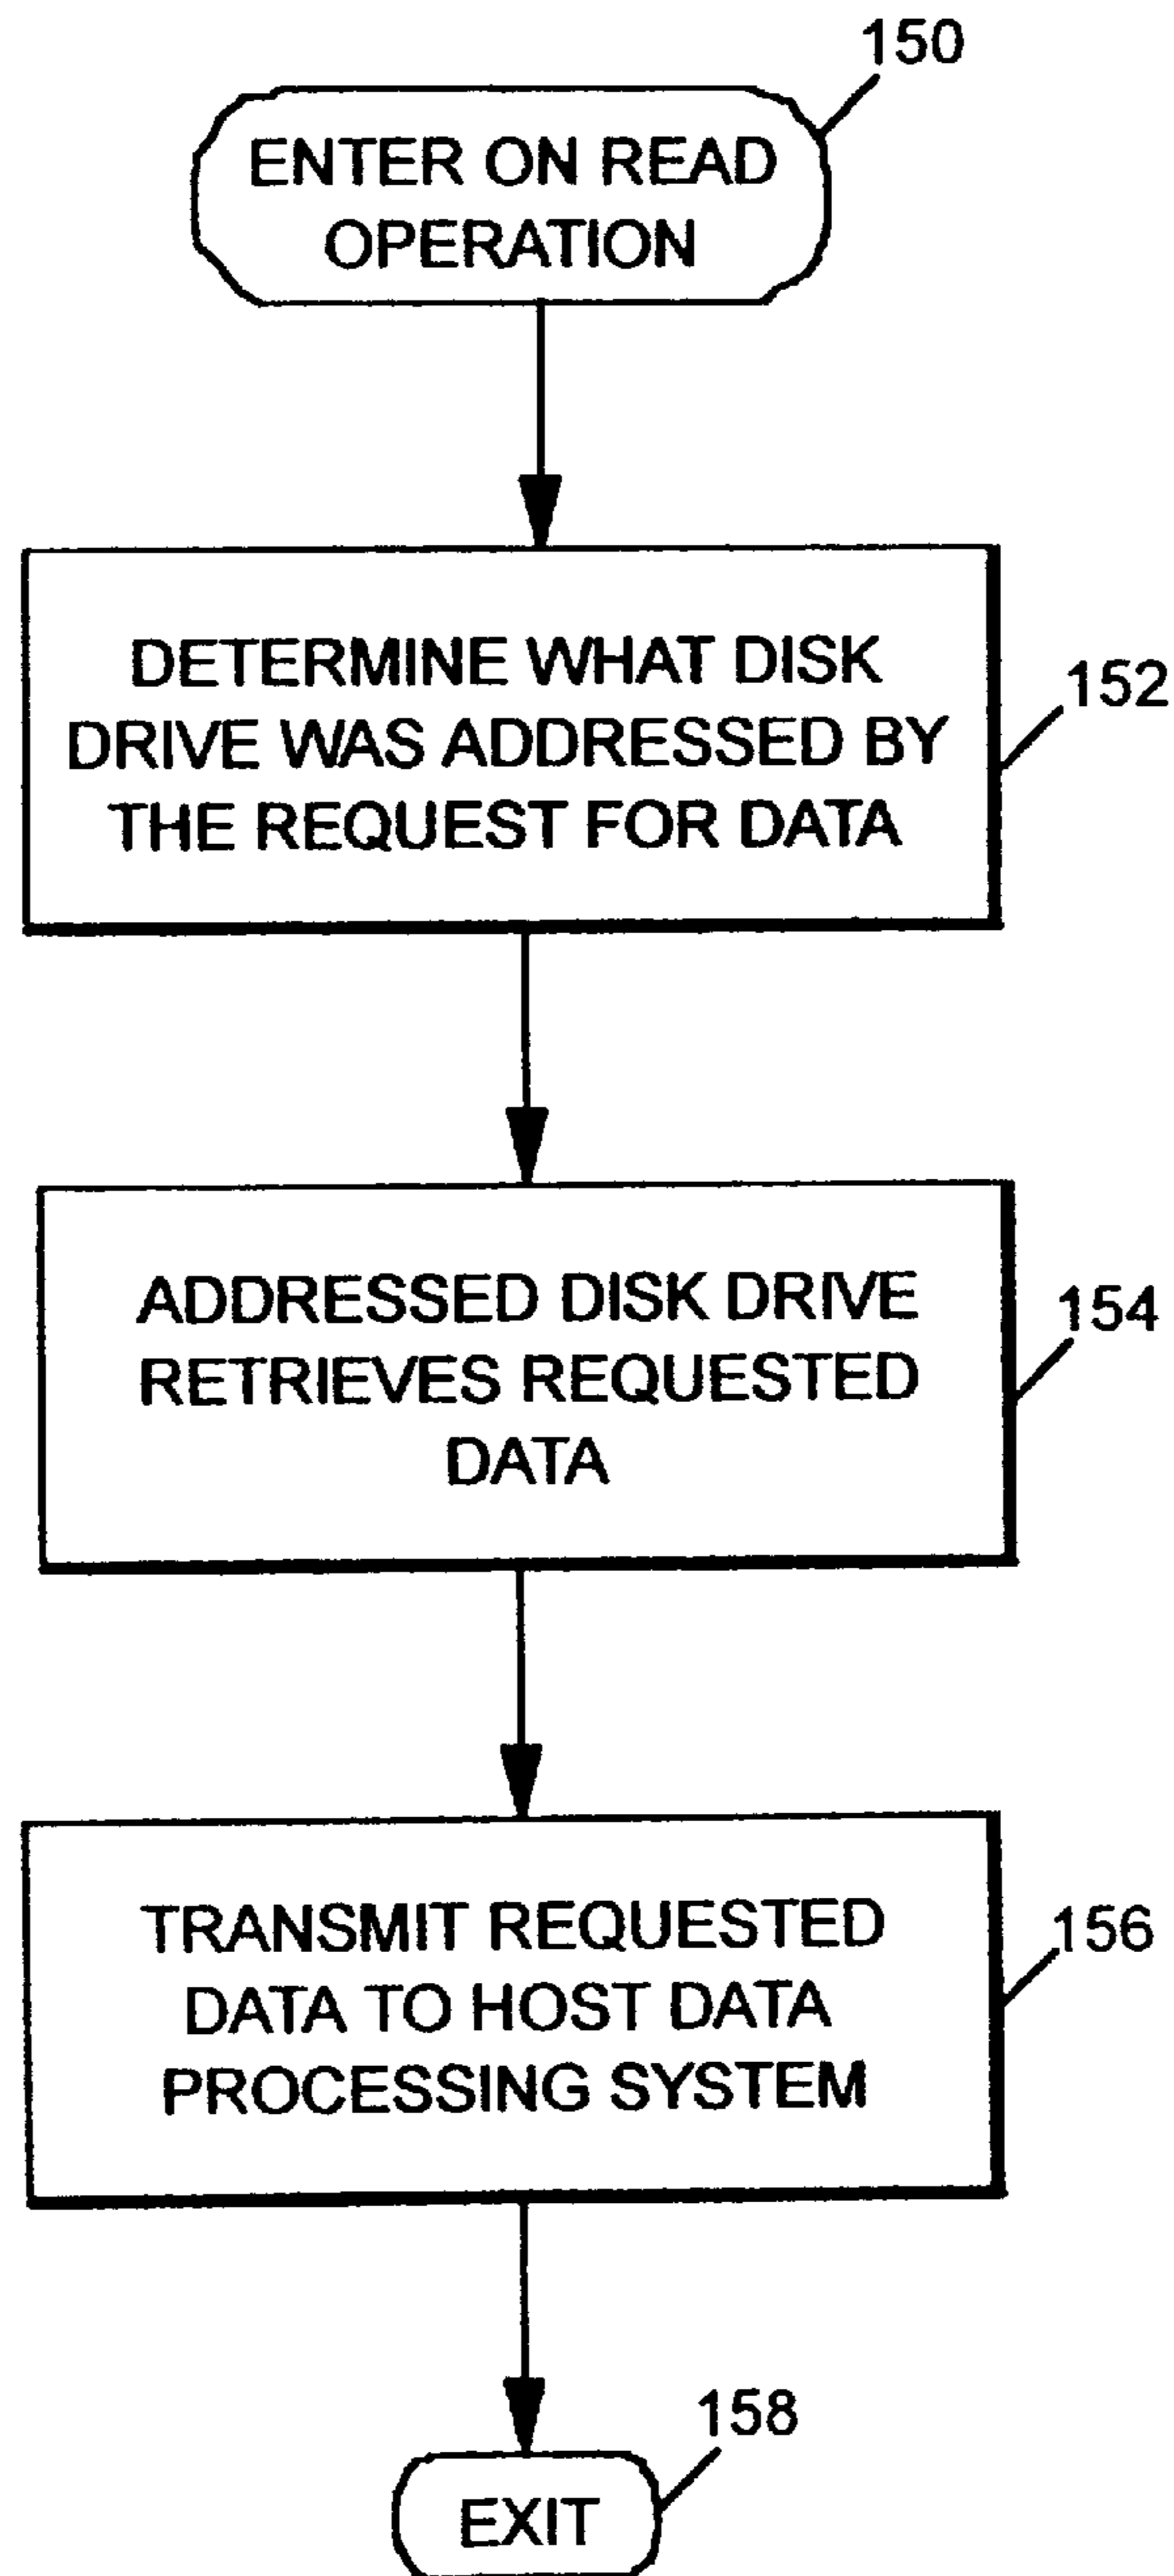 150
ENTER ON READ
OPERATION
DETERMINE WHAT DISK
DRIVE WAS ADDRESSED BY
THE REQUEST FOR DATA
152
ADDRESSED DISK DRIVE
RETRIEVES REQUESTED
DATA
154
TRANSMIT REQUESTED
DATA TO HOST DATA
PROCESSING SYSTEM
156
158
EXIT